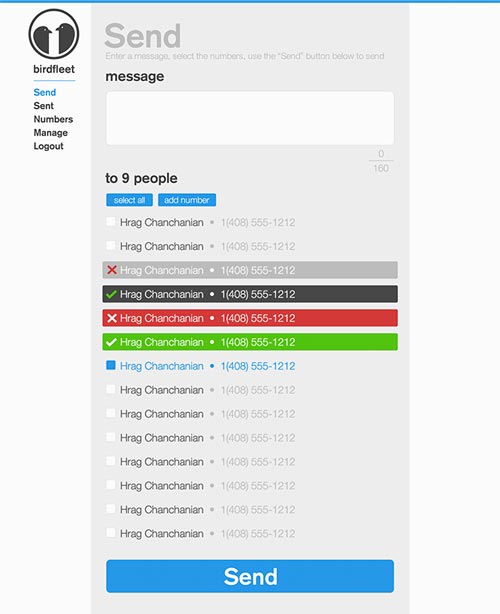 birdfleet
Send
Sent
Numbers
Manage
Logout
Send
Enter a message, select the numbers, use the "Send" button below to send
message
0
160
to 9 people
select all
add number
Hrag Chanchanian • 1(408) 555-1212
Hrag Chanchanian • 1(408) 555-1212
Hrag Chanchanian • 1(408) 555-1212
Hrag Chanchanian • 1(408) 555-1212
Hrag Chanchanian • 1(408) 555-1212
Hrag Chanchanian • 1(408) 555-1212
Hrag Chanchanian • 1(408) 555-1212
Hrag Chanchanian • 1(408) 555-1212
Hrag Chanchanian • 1(408) 555-1212
Hrag Chanchanian • 1(408) 555-1212
Hrag Chanchanian • 1(408) 555-1212
Hrag Chanchanian • 1(408) 555-1212
Hrag Chanchanian • 1(408) 555-1212
Hrag Chanchanian • 1(408) 555-1212
Send